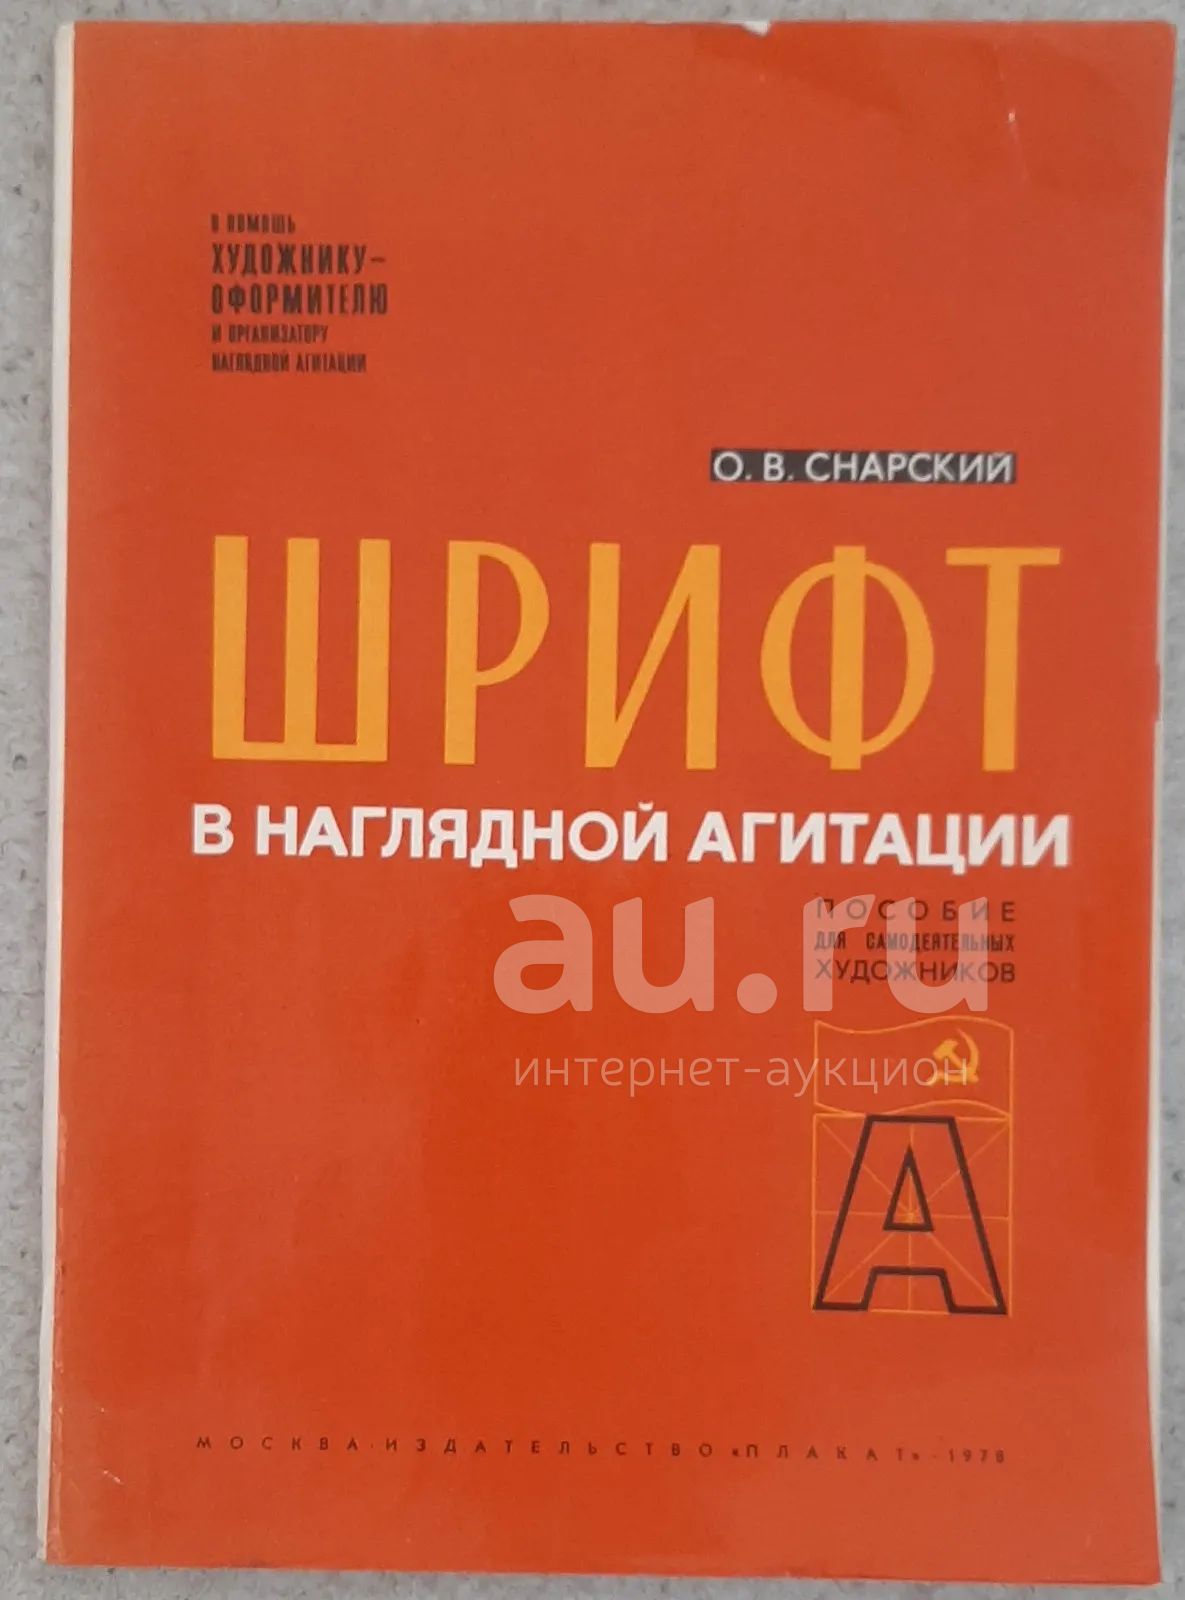 В ПОМОЩЬ
ХУДОЖНИКУ-
ОФОРМИТЕЛЮ
И ОРГАНИЗАТОРУ
НАГЛЯДНОЙ АГИТАЦИИ
О. В. СНАРСКИЙ
ШРИФТ
В НАГЛЯДНОЙ АГИТАЦИИ
ПОСОБИЕ
ДЛЯ САМОДЕЯТЕЛЬНЫХ
ХУДОЖНИКОВ
au.ru
интернет-аукцион
А
МОСКВА · ИЗДАТЕЛЬСТВО «ПЛАКАТ» · 1978